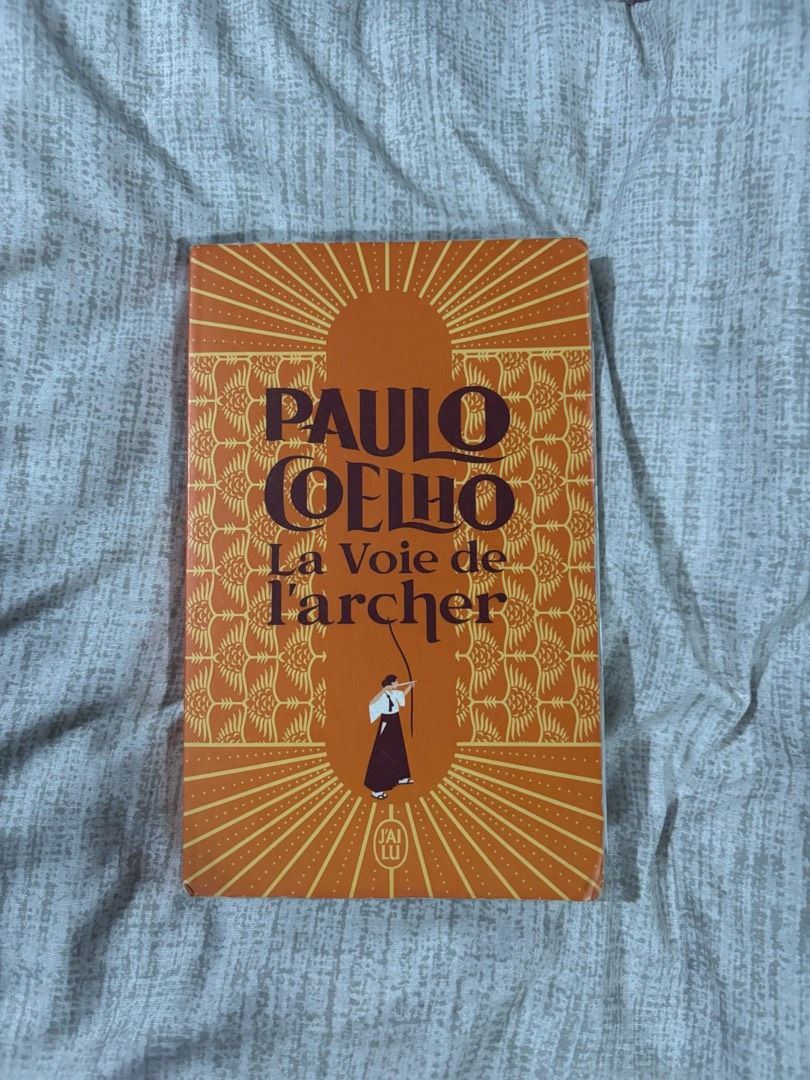 PAULO
COELHO
La Voie de
l'archer
J'AI
LU